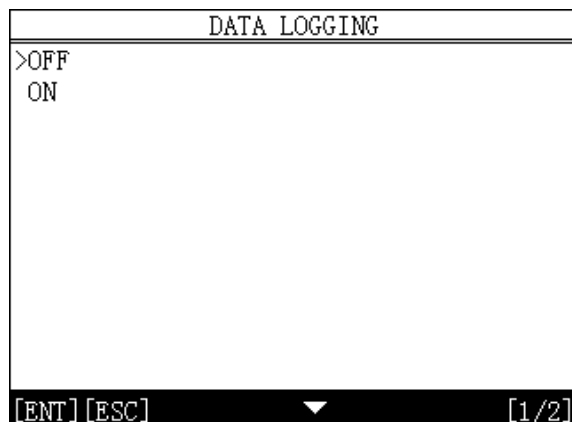 DATA LOGGING
>OFF
ON
[ENT][ESC] [1/2]